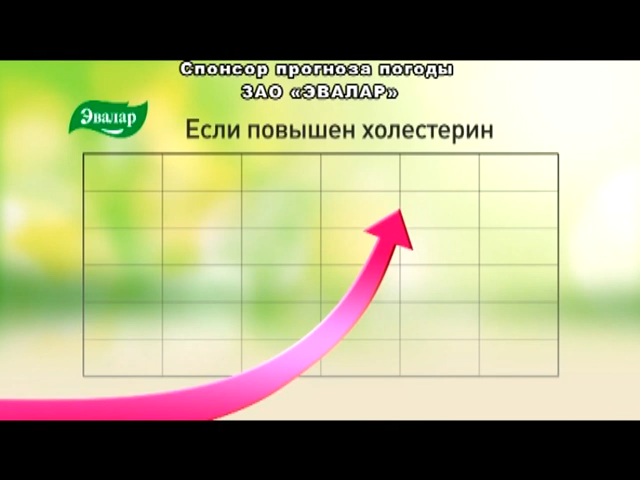 Спонсор прогноза погоды
ЗАО «ЭВАЛАР»
Эвалар
Если повышен холестерин